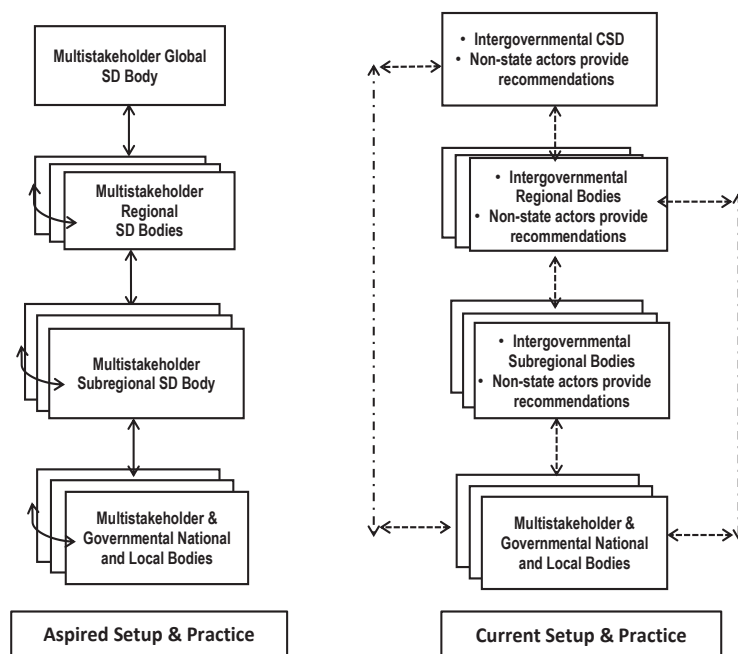 Multistakeholder Global
SD Body
Multistakeholder
Regional
SD Bodies
Multistakeholder
Subregional SD Body
Multistakeholder &
Governmental National
and Local Bodies
Aspired Setup & Practice
• Intergovernmental CSD
• Non-state actors provide
recommendations
• Intergovernmental
Regional Bodies
• Non-state actors provide
recommendations
• Intergovernmental
Subregional Bodies
• Non-state actors provide
recommendations
Multistakeholder &
Governmental National
and Local Bodies
Current Setup & Practice